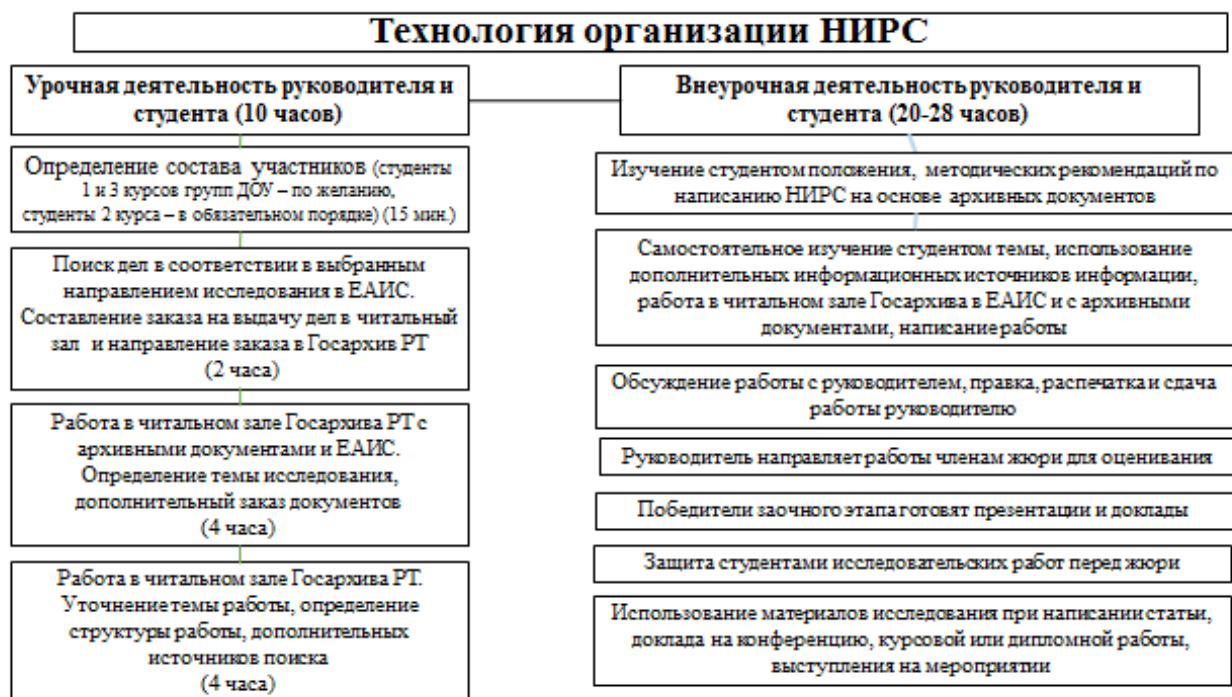 Технология организации НИРС
Урочная деятельность руководителя и
студента (10 часов)
Определение состава участников (студенты
1 и 3 курсов групп ДОУ – по желанию,
студенты 2 курса – в обязательном порядке) (15 мин.)
Поиск дел в соответствии в выбранным
направлением исследования в ЕАИС.
Составление заказа на выдачу дел в читальный
зал и направление заказа в Госархив РТ
(2 часа)
Работа в читальном зале Госархива РТ с
архивными документами и ЕАИС.
Определение темы исследования,
дополнительный заказ документов
(4 часа)
Работа в читальном зале Госархива РТ.
Уточнение темы работы, определение
структуры работы, дополнительных
источников поиска
(4 часа)
Внеурочная деятельность руководителя и
студента (20-28 часов)
Изучение студентом положения, методических рекомендаций по
написанию НИРС на основе архивных документов
Самостоятельное изучение студентом темы, использование
дополнительных информационных источников информации,
работа в читальном зале Госархива в ЕАИС и с архивными
документами, написание работы
Обсуждение работы с руководителем, правка, распечатка и сдача
работы руководителю
Руководитель направляет работы членам жюри для оценивания
Победители заочного этапа готовят презентации и доклады
Защита студентами исследовательских работ перед жюри
Использование материалов исследования при написании статьи,
доклада на конференцию, курсовой или дипломной работы,
выступления на мероприятии